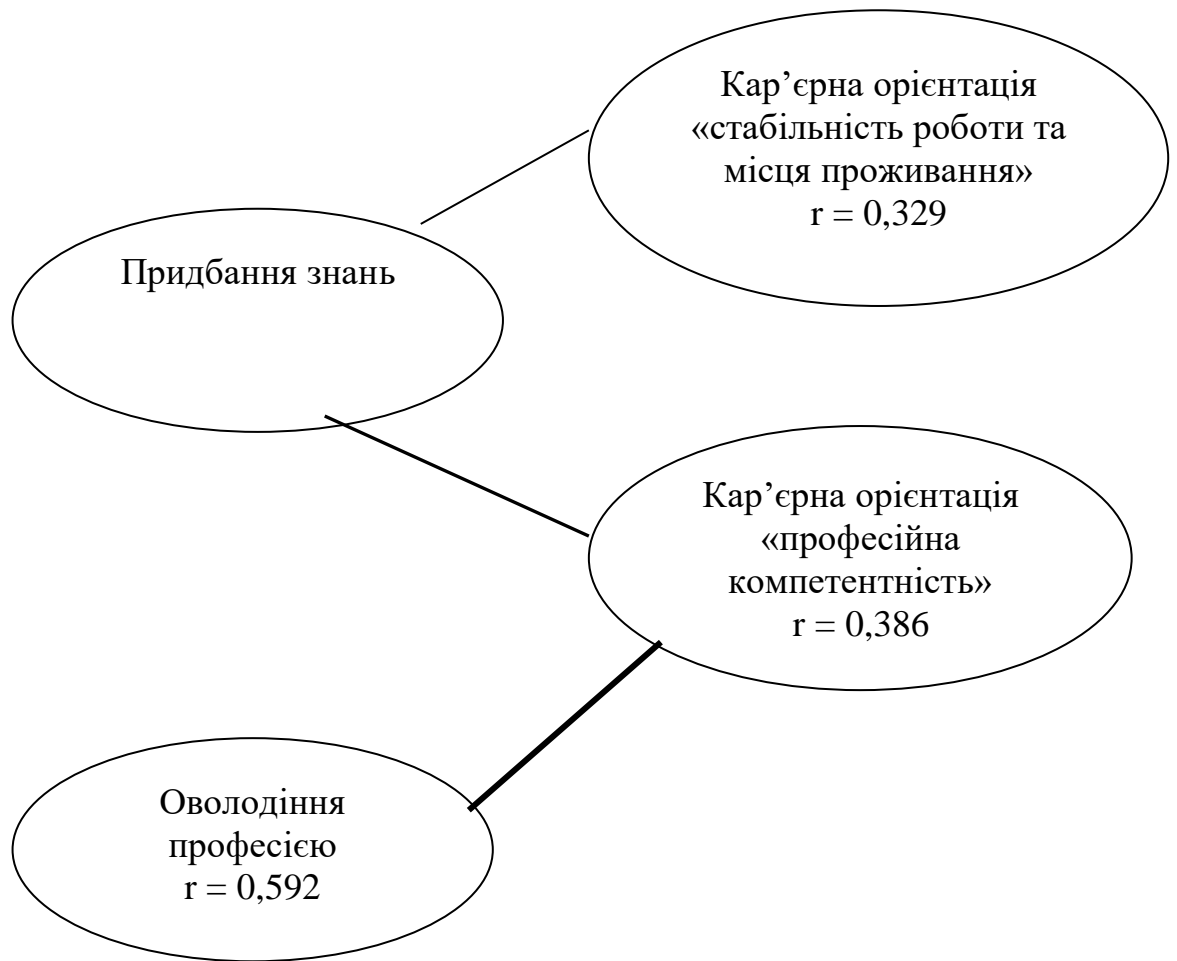 Кар’єрна орієнтація
«стабільність роботи та
місця проживання»
r = 0,329
Придбання знань
Кар’єрна орієнтація
«професійна
компетентність»
r = 0,386
Оволодіння
професією
r = 0,592